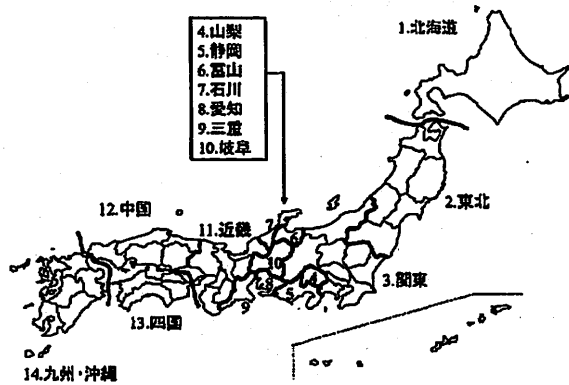 4.山梨
5.静岡
6.富山
7.石川
8.愛知
9.三重
10.岐阜
1.北海道
2.東北
12.中国
11.近畿
7
6
10
3.関東
8
4
5
9
13.四国
14.九州・沖縄